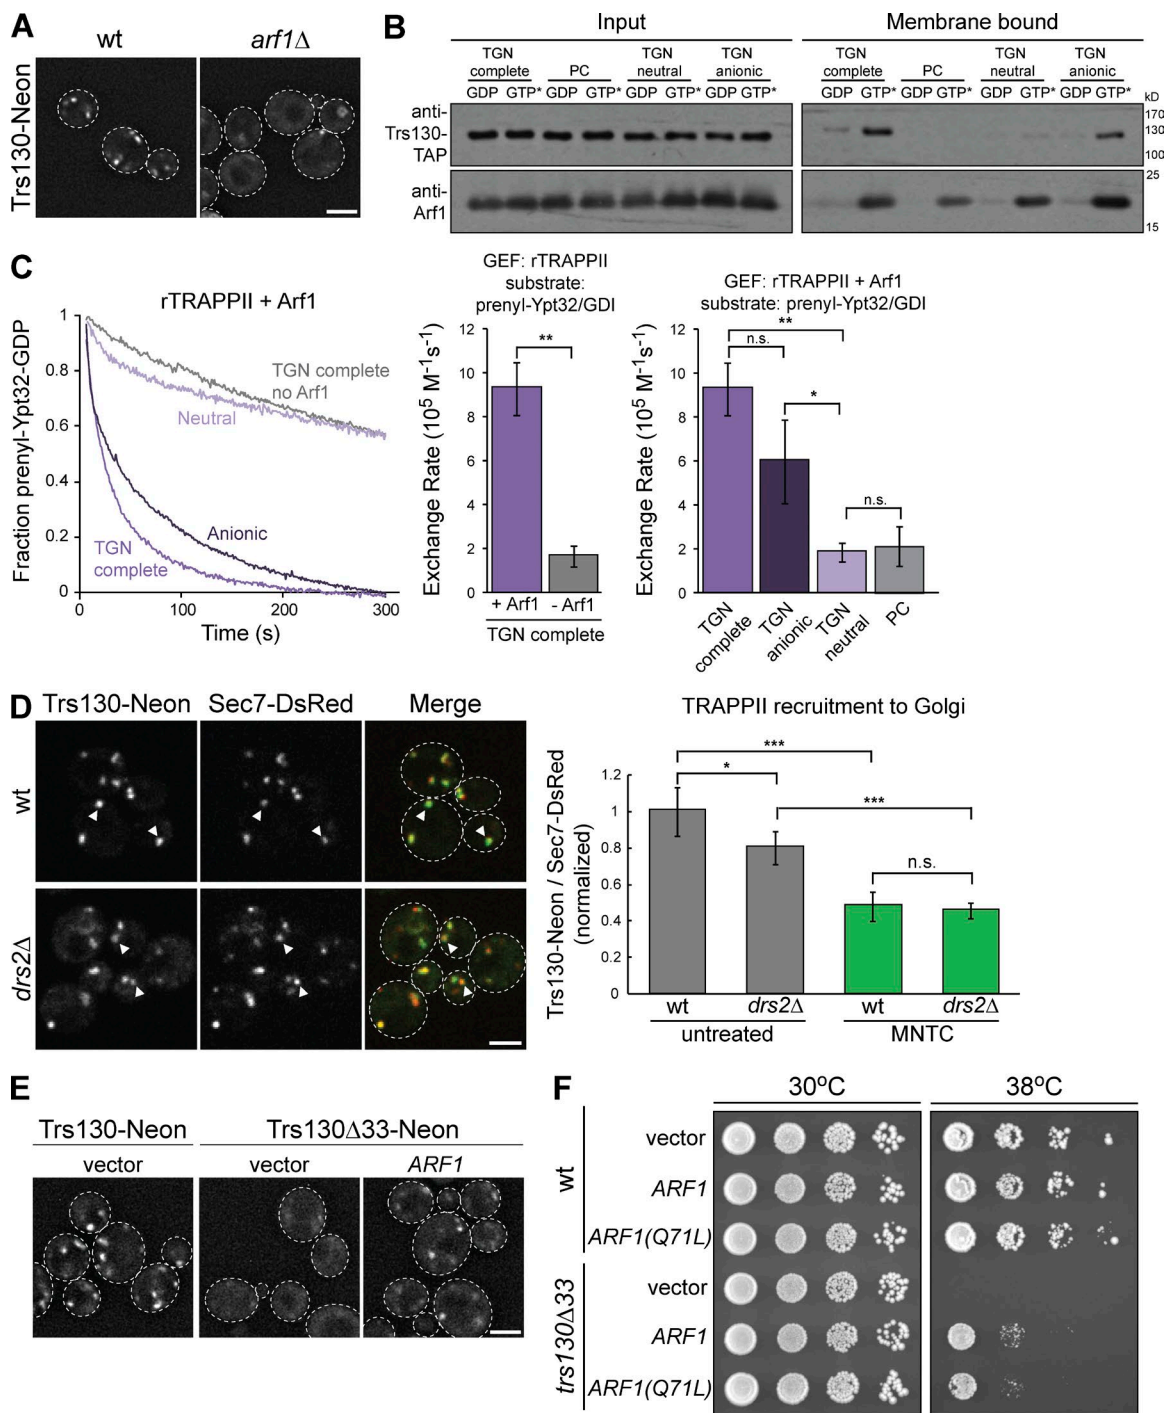 A
wt
arf1Δ
Trs130-Neon
B
Input
Membrane bound
TGN complete
PC
TGN neutral
TGN anionic
TGN complete
PC
TGN neutral
TGN anionic
GDP GTP* GDP GTP* GDP GTP* GDP GTP*
GDP GTP* GDP GTP* GDP GTP* GDP GTP*
kD
anti-
Trs130-
TAP
170
130
100
anti-
Arf1
25
15
C
rTRAPPII + Arf1
Fraction prenyl-Ypt32-GDP
1
0.8
0.6
0.4
0.2
0
TGN complete
no Arf1
Neutral
Anionic
TGN
complete
0
100
200
300
Time (s)
GEF: rTRAPPII
substrate:
prenyl-Ypt32/GDI
Exchange Rate (10⁵ M⁻¹s⁻¹)
12
10
8
6
4
2
0
**
+ Arf1 - Arf1
TGN complete
GEF: rTRAPPII + Arf1
substrate: prenyl-Ypt32/GDI
Exchange Rate (10⁵ M⁻¹s⁻¹)
12
10
8
6
4
2
0
**
n.s.
*
n.s.
TGN
complete
TGN
anionic
TGN
neutral
PC
D
Trs130-Neon
Sec7-DsRed
Merge
wt
drs2Δ
TRAPPII recruitment to Golgi
Trs130-Neon / Sec7-DsRed
(normalized)
1.2
1
0.8
0.6
0.4
0.2
0
***
*
***
n.s.
wt
drs2Δ
wt
drs2Δ
untreated
MNTC
E
Trs130-Neon
Trs130Δ33-Neon
vector
vector
ARF1
F
30ºC
38ºC
wt
vector
ARF1
ARF1(Q71L)
trs130Δ33
vector
ARF1
ARF1(Q71L)